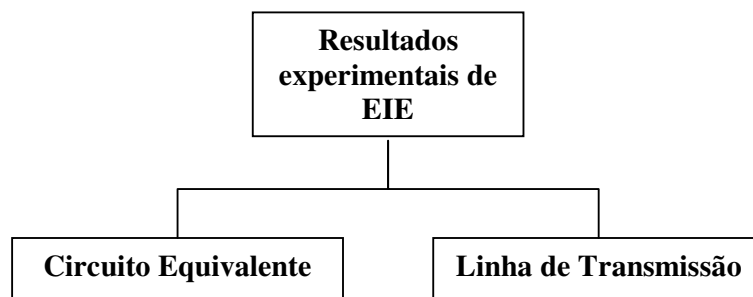 Resultados
experimentais de
EIE
Circuito Equivalente
Linha de Transmissão